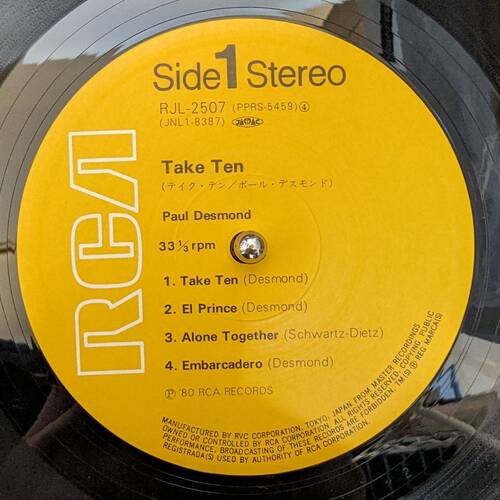 Side 1 Stereo
RJL-2507 (PPRS-5459) ④
(JNL1-8387) JASRAC
RCA
Take Ten
(テイク・テン/ポール・デスモンド)
Paul Desmond
33 1/3 rpm
1. Take Ten (Desmond)
2. El Prince (Desmond)
3. Alone Together (Schwartz-Dietz)
4. Embarcadero (Desmond)
Ⓟ '80 RCA RECORDS
MANUFACTURED BY RVC CORPORATION, TOKYO, JAPAN FROM MASTER RECORDINGS
OWNED OR CONTROLLED BY RCA CORPORATION. ALL RIGHTS RESERVED. COPYING, PUBLIC
PERFORMANCE, BROADCASTING OF THESE RECORDS ARE FORBIDDEN. TM(S) ® REG MARCA(S)
REGISTRADA(S) USED BY AUTHORITY OF RCA CORPORATION.